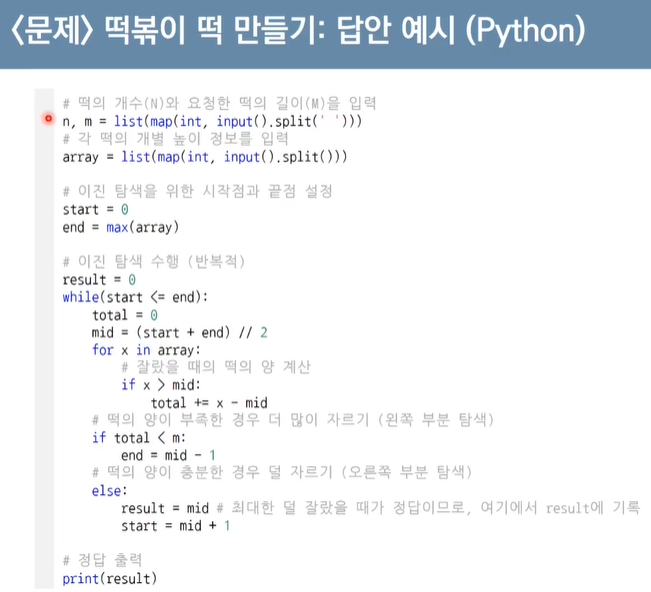 <문제> 떡볶이 떡 만들기: 답안 예시 (Python)
# 떡의 개수(N)와 요청한 떡의 길이(M)을 입력
n, m = list(map(int, input().split(' ')))
# 각 떡의 개별 높이 정보를 입력
array = list(map(int, input().split()))

# 이진 탐색을 위한 시작점과 끝점 설정
start = 0
end = max(array)

# 이진 탐색 수행 (반복적)
result = 0
while(start <= end):
    total = 0
    mid = (start + end) // 2
    for x in array:
        # 잘랐을 때의 떡의 양 계산
        if x > mid:
            total += x - mid
    # 떡의 양이 부족한 경우 더 많이 자르기 (왼쪽 부분 탐색)
    if total < m:
        end = mid - 1
    # 떡의 양이 충분한 경우 덜 자르기 (오른쪽 부분 탐색)
    else:
        result = mid # 최대한 덜 잘랐을 때가 정답이므로, 여기에서 result에 기록
        start = mid + 1

# 정답 출력
print(result)